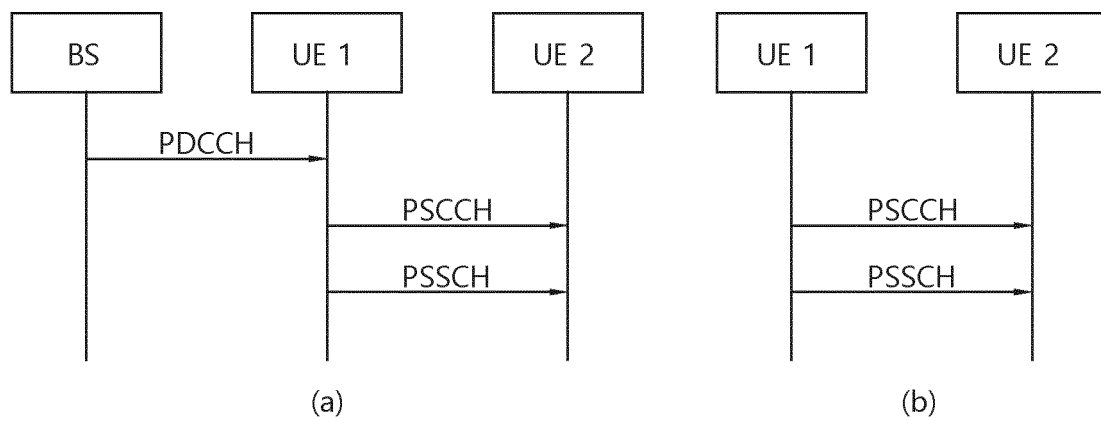 BS UE 1 UE 2 UE 1 UE 2
PDCCH
PSCCH PSCCH
PSSCH PSSCH
(a) (b)